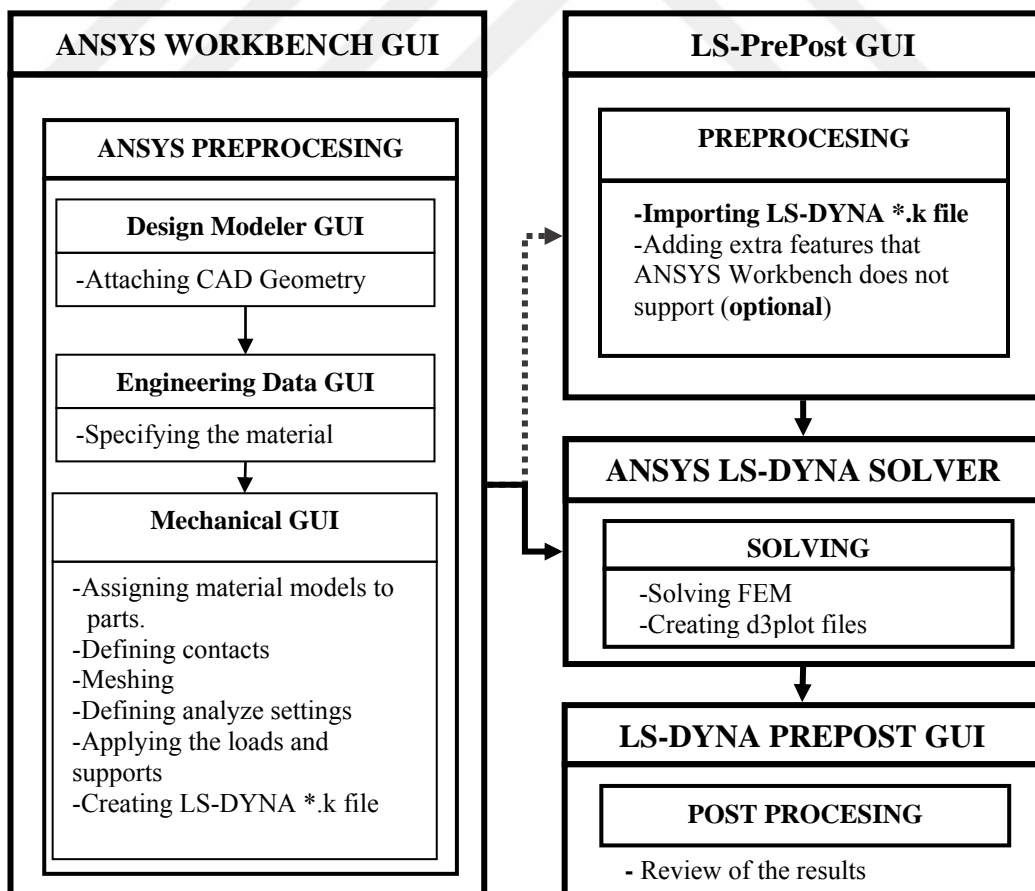 ANSYS WORKBENCH GUI
ANSYS PREPROCESING
Design Modeler GUI
-Attaching CAD Geometry
Engineering Data GUI
-Specifying the material
Mechanical GUI
-Assigning material models to
parts.
-Defining contacts
-Meshing
-Defining analyze settings
-Applying the loads and
supports
-Creating LS-DYNA *.k file
LS-PrePost GUI
PREPROCESING
-Importing LS-DYNA *.k file
-Adding extra features that
ANSYS Workbench does not
support (optional)
ANSYS LS-DYNA SOLVER
SOLVING
-Solving FEM
-Creating d3plot files
LS-DYNA PREPOST GUI
POST PROCESING
- Review of the results